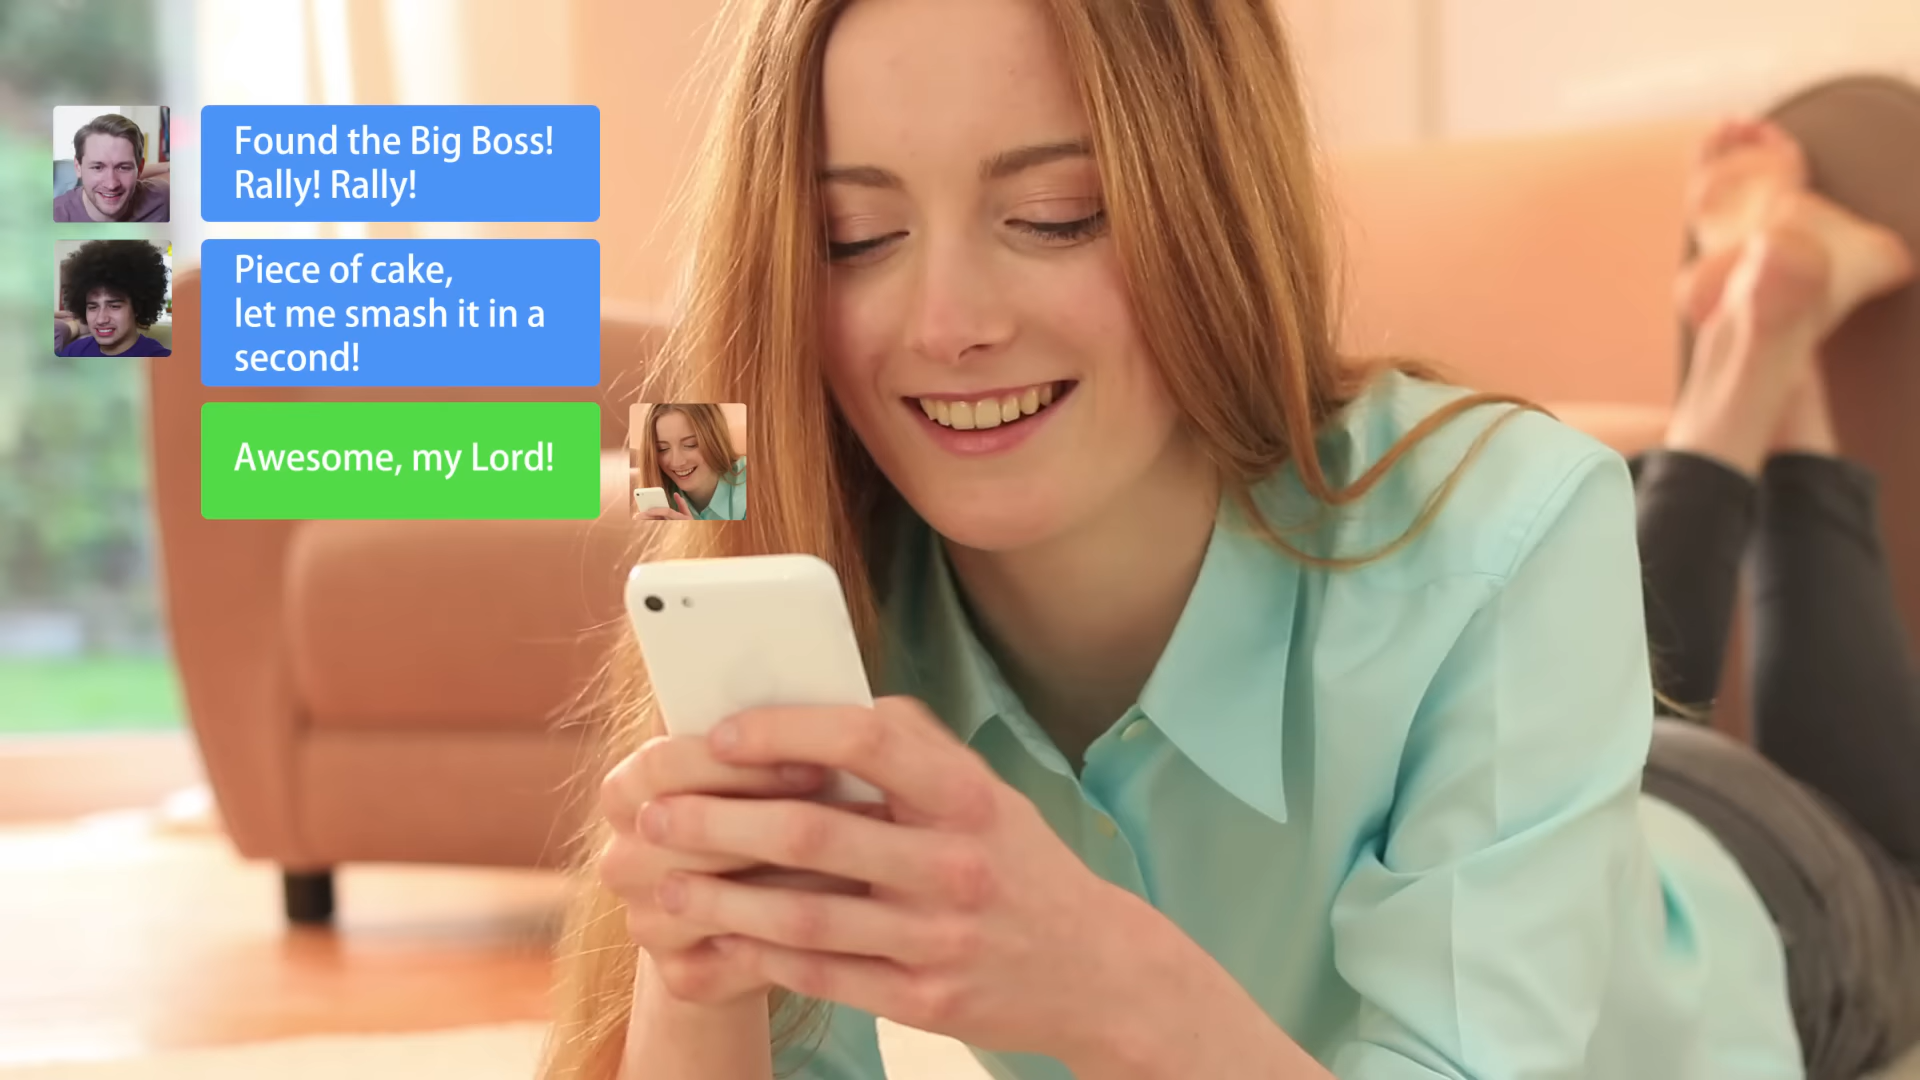 Found the Big Boss!
Rally! Rally!
Piece of cake,
let me smash it in a
second!
Awesome, my Lord!